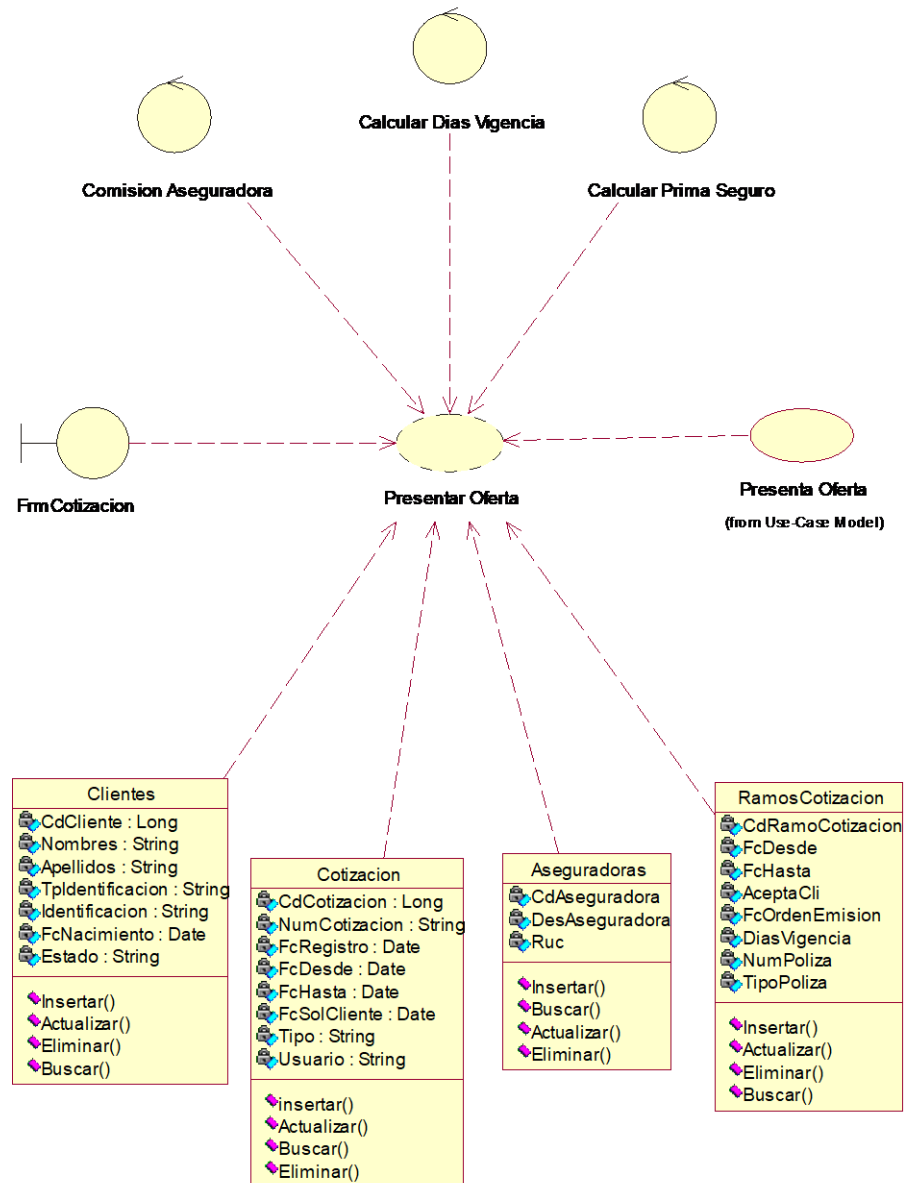 Calcular Dias Vigencia
Comision Aseguradora
Calcular Prima Seguro
FrmCotizacion
Presentar Oferta
Presenta Oferta
(from Use-Case Model)
Clientes
CdCliente : Long
Nombres : String
Apellidos : String
TpIdentificacion : String
Identificacion : String
FcNacimiento : Date
Estado : String
Insertar()
Actualizar()
Eliminar()
Buscar()
Cotizacion
CdCotizacion : Long
NumCotizacion : String
FcRegistro : Date
FcDesde : Date
FcHasta : Date
FcSolCliente : Date
Tipo : String
Usuario : String
insertar()
Actualizar()
Buscar()
Eliminar()
Aseguradoras
CdAseguradora
DesAseguradora
Ruc
Insertar()
Buscar()
Actualizar()
Eliminar()
RamosCotizacion
CdRamoCotizacion
FcDesde
FcHasta
AceptaCli
FcOrdenEmision
DiasVigencia
NumPoliza
TipoPoliza
Insertar()
Actualizar()
Eliminar()
Buscar()